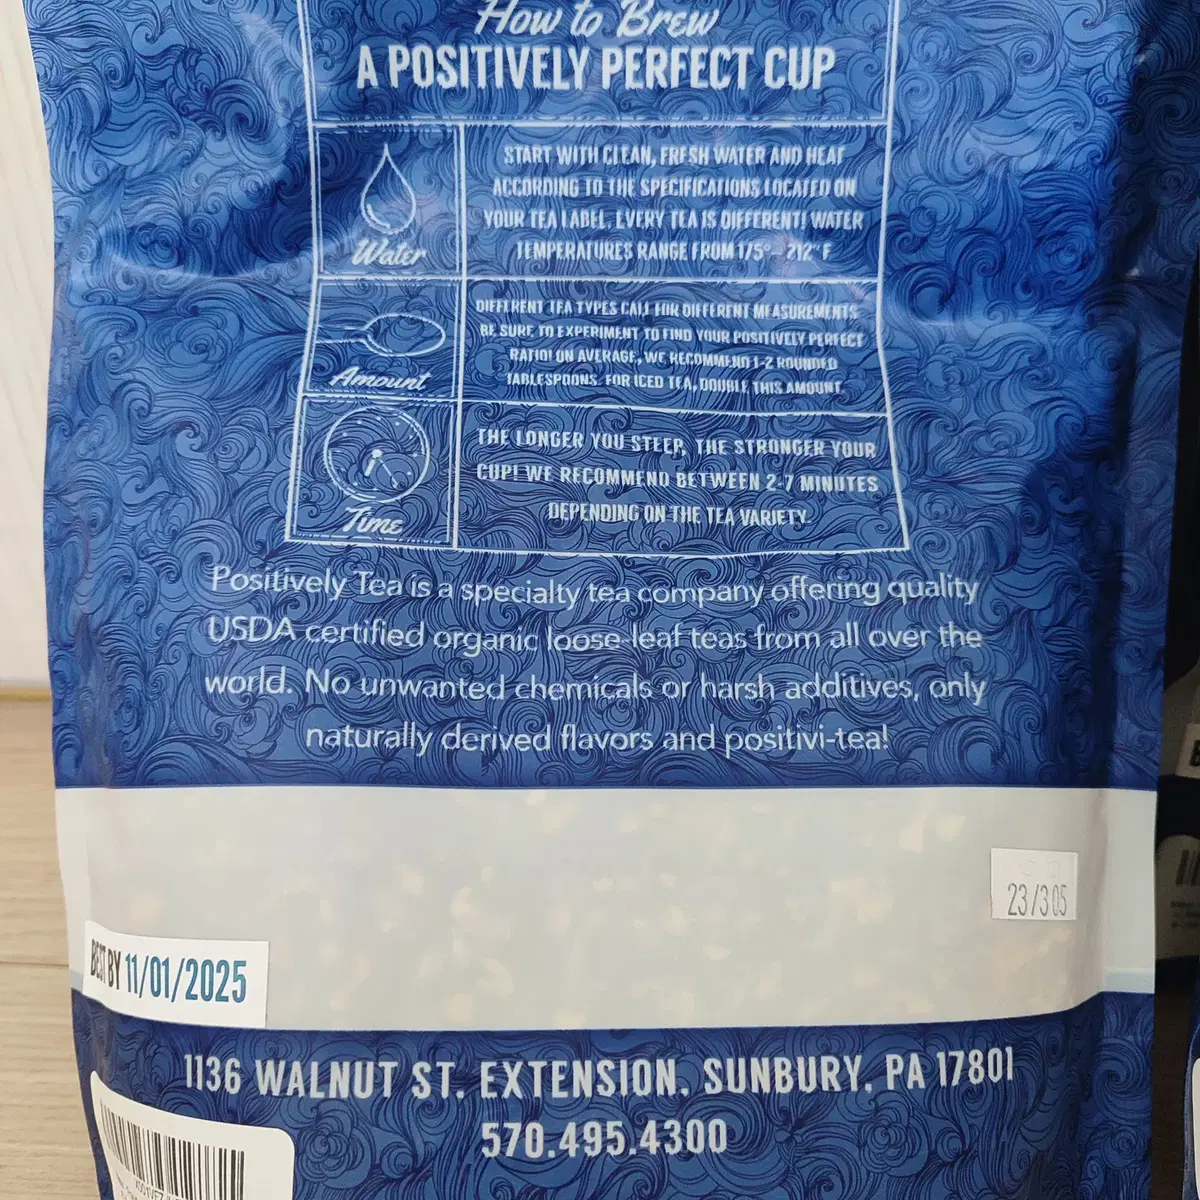 How to Brew
A POSITIVELY PERFECT CUP
START WITH CLEAN, FRESH WATER AND HEAT
ACCORDING TO THE SPECIFICATIONS LOCATED ON
YOUR TEA LABEL, EVERY TEA IS DIFFERENT! WATER
TEMPERATURES RANGE FROM 175° - 212° F
Water
DIFFERENT TEA TYPES CALL FOR DIFFERENT MEASUREMENTS
BE SURE TO EXPERIMENT TO FIND YOUR POSITIVELY PERFECT
RATIO! ON AVERAGE, WE RECOMMEND 1-2 ROUNDED
TABLESPOONS. FOR ICED TEA, DOUBLE THIS AMOUNT.
Amount
THE LONGER YOU STEEP, THE STRONGER YOUR
CUP! WE RECOMMEND BETWEEN 2-7 MINUTES
DEPENDING ON THE TEA VARIETY.
Time
Positively Tea is a specialty tea company offering quality
USDA certified organic loose-leaf teas from all over the
world. No unwanted chemicals or harsh additives, only
naturally derived flavors and positivi-tea!
23/305
BEST BY 11/01/2025
1136 WALNUT ST. EXTENSION, SUNBURY, PA 17801
570.495.4300